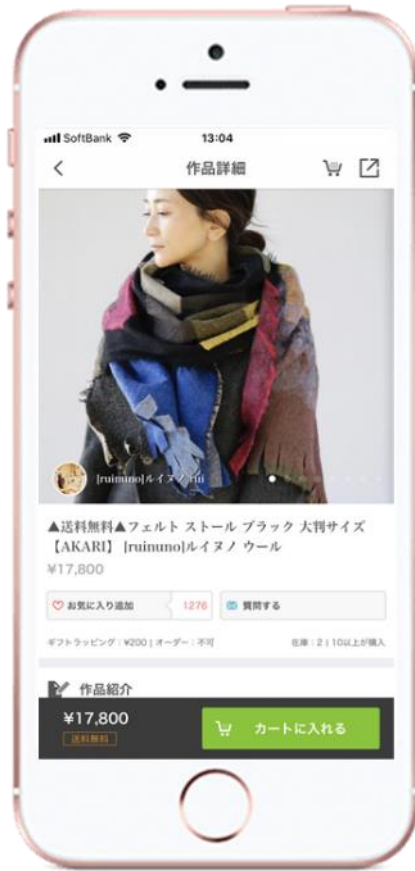 SoftBank
13:04
作品詳細
[ruinuno]ルイヌノ rui
▲送料無料▲フェルト ストール ブラック 大判サイズ
【AKARI】 [ruinuno]ルイヌノ ウール
¥17,800
お気に入り追加 1276 質問する
ギフトラッピング：¥200 | オーダー：不可 在庫：2 | 10以上が購入
作品紹介
¥17,800
送料無料
カートに入れる